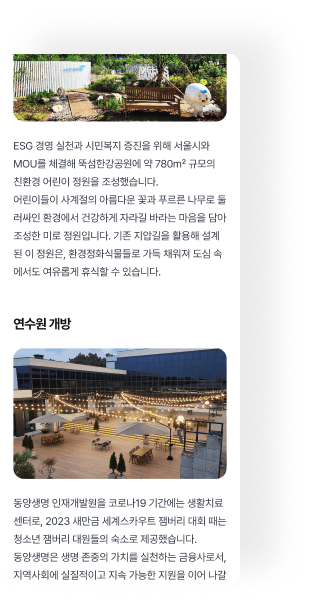 ESG 경영 실천과 시민복지 증진을 위해 서울시와
MOU를 체결해 뚝섬한강공원에 약 780m² 규모의
친환경 어린이 정원을 조성했습니다.
어린이들이 사계절의 아름다운 꽃과 푸르른 나무로 둘
러싸인 환경에서 건강하게 자라길 바라는 마음을 담아
조성한 미로 정원입니다. 기존 지압길을 활용해 설계
된 이 정원은, 환경정화식물들로 가득 채워져 도심 속
에서도 여유롭게 휴식할 수 있습니다.
연수원 개방
동양생명 인재개발원을 코로나19 기간에는 생활치료
센터로, 2023 새만금 세계스카우트 잼버리 대회 때는
청소년 잼버리 대원들의 숙소로 제공했습니다.
동양생명은 생명 존중의 가치를 실천하는 금융사로서,
지역사회에 실질적이고 지속 가능한 지원을 이어 나갈